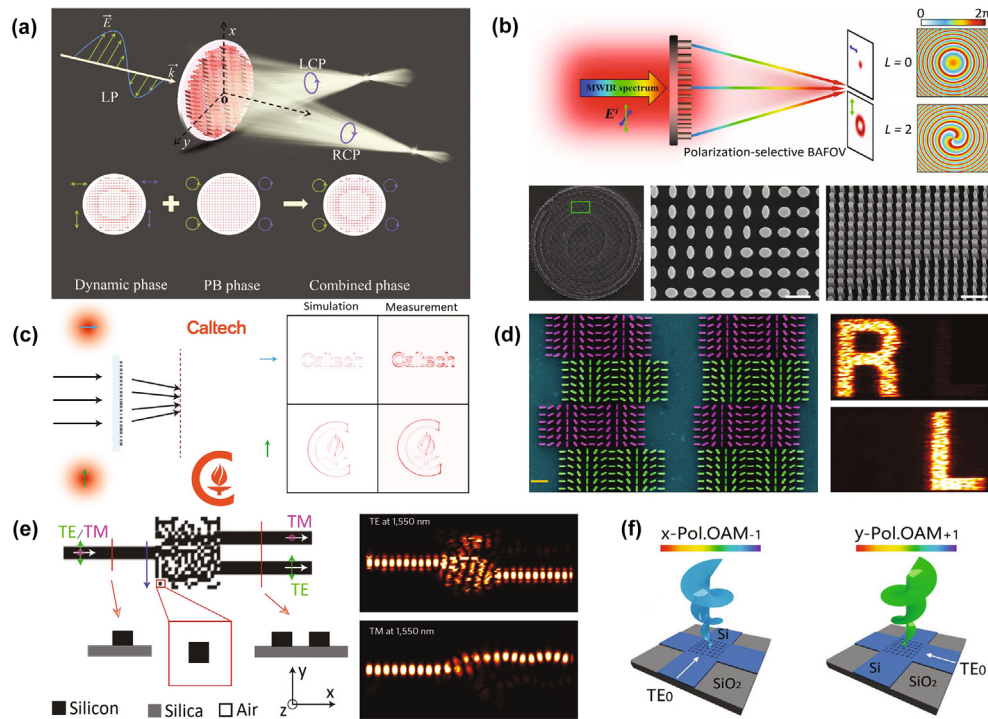 (a)
E
k
LP
x
0
y
LCP
RCP
Dynamic phase
PB phase
Combined phase
(b)
MWIR spectrum
Eⁱ
Polarization-selective BAFOV
0
2π
L = 0
L = 2
(c)
Caltech
Simulation
Measurement
Caltech
Caltech
(d)
R
L
(e)
TE/TM
TM
TE
Silicon
Silica
Air
y
z
x
TE at 1,550 nm
TM at 1,550 nm
(f)
x-Pol.OAM-1
Si
TE0
SiO2
y-Pol.OAM+1
Si
TE0
SiO2